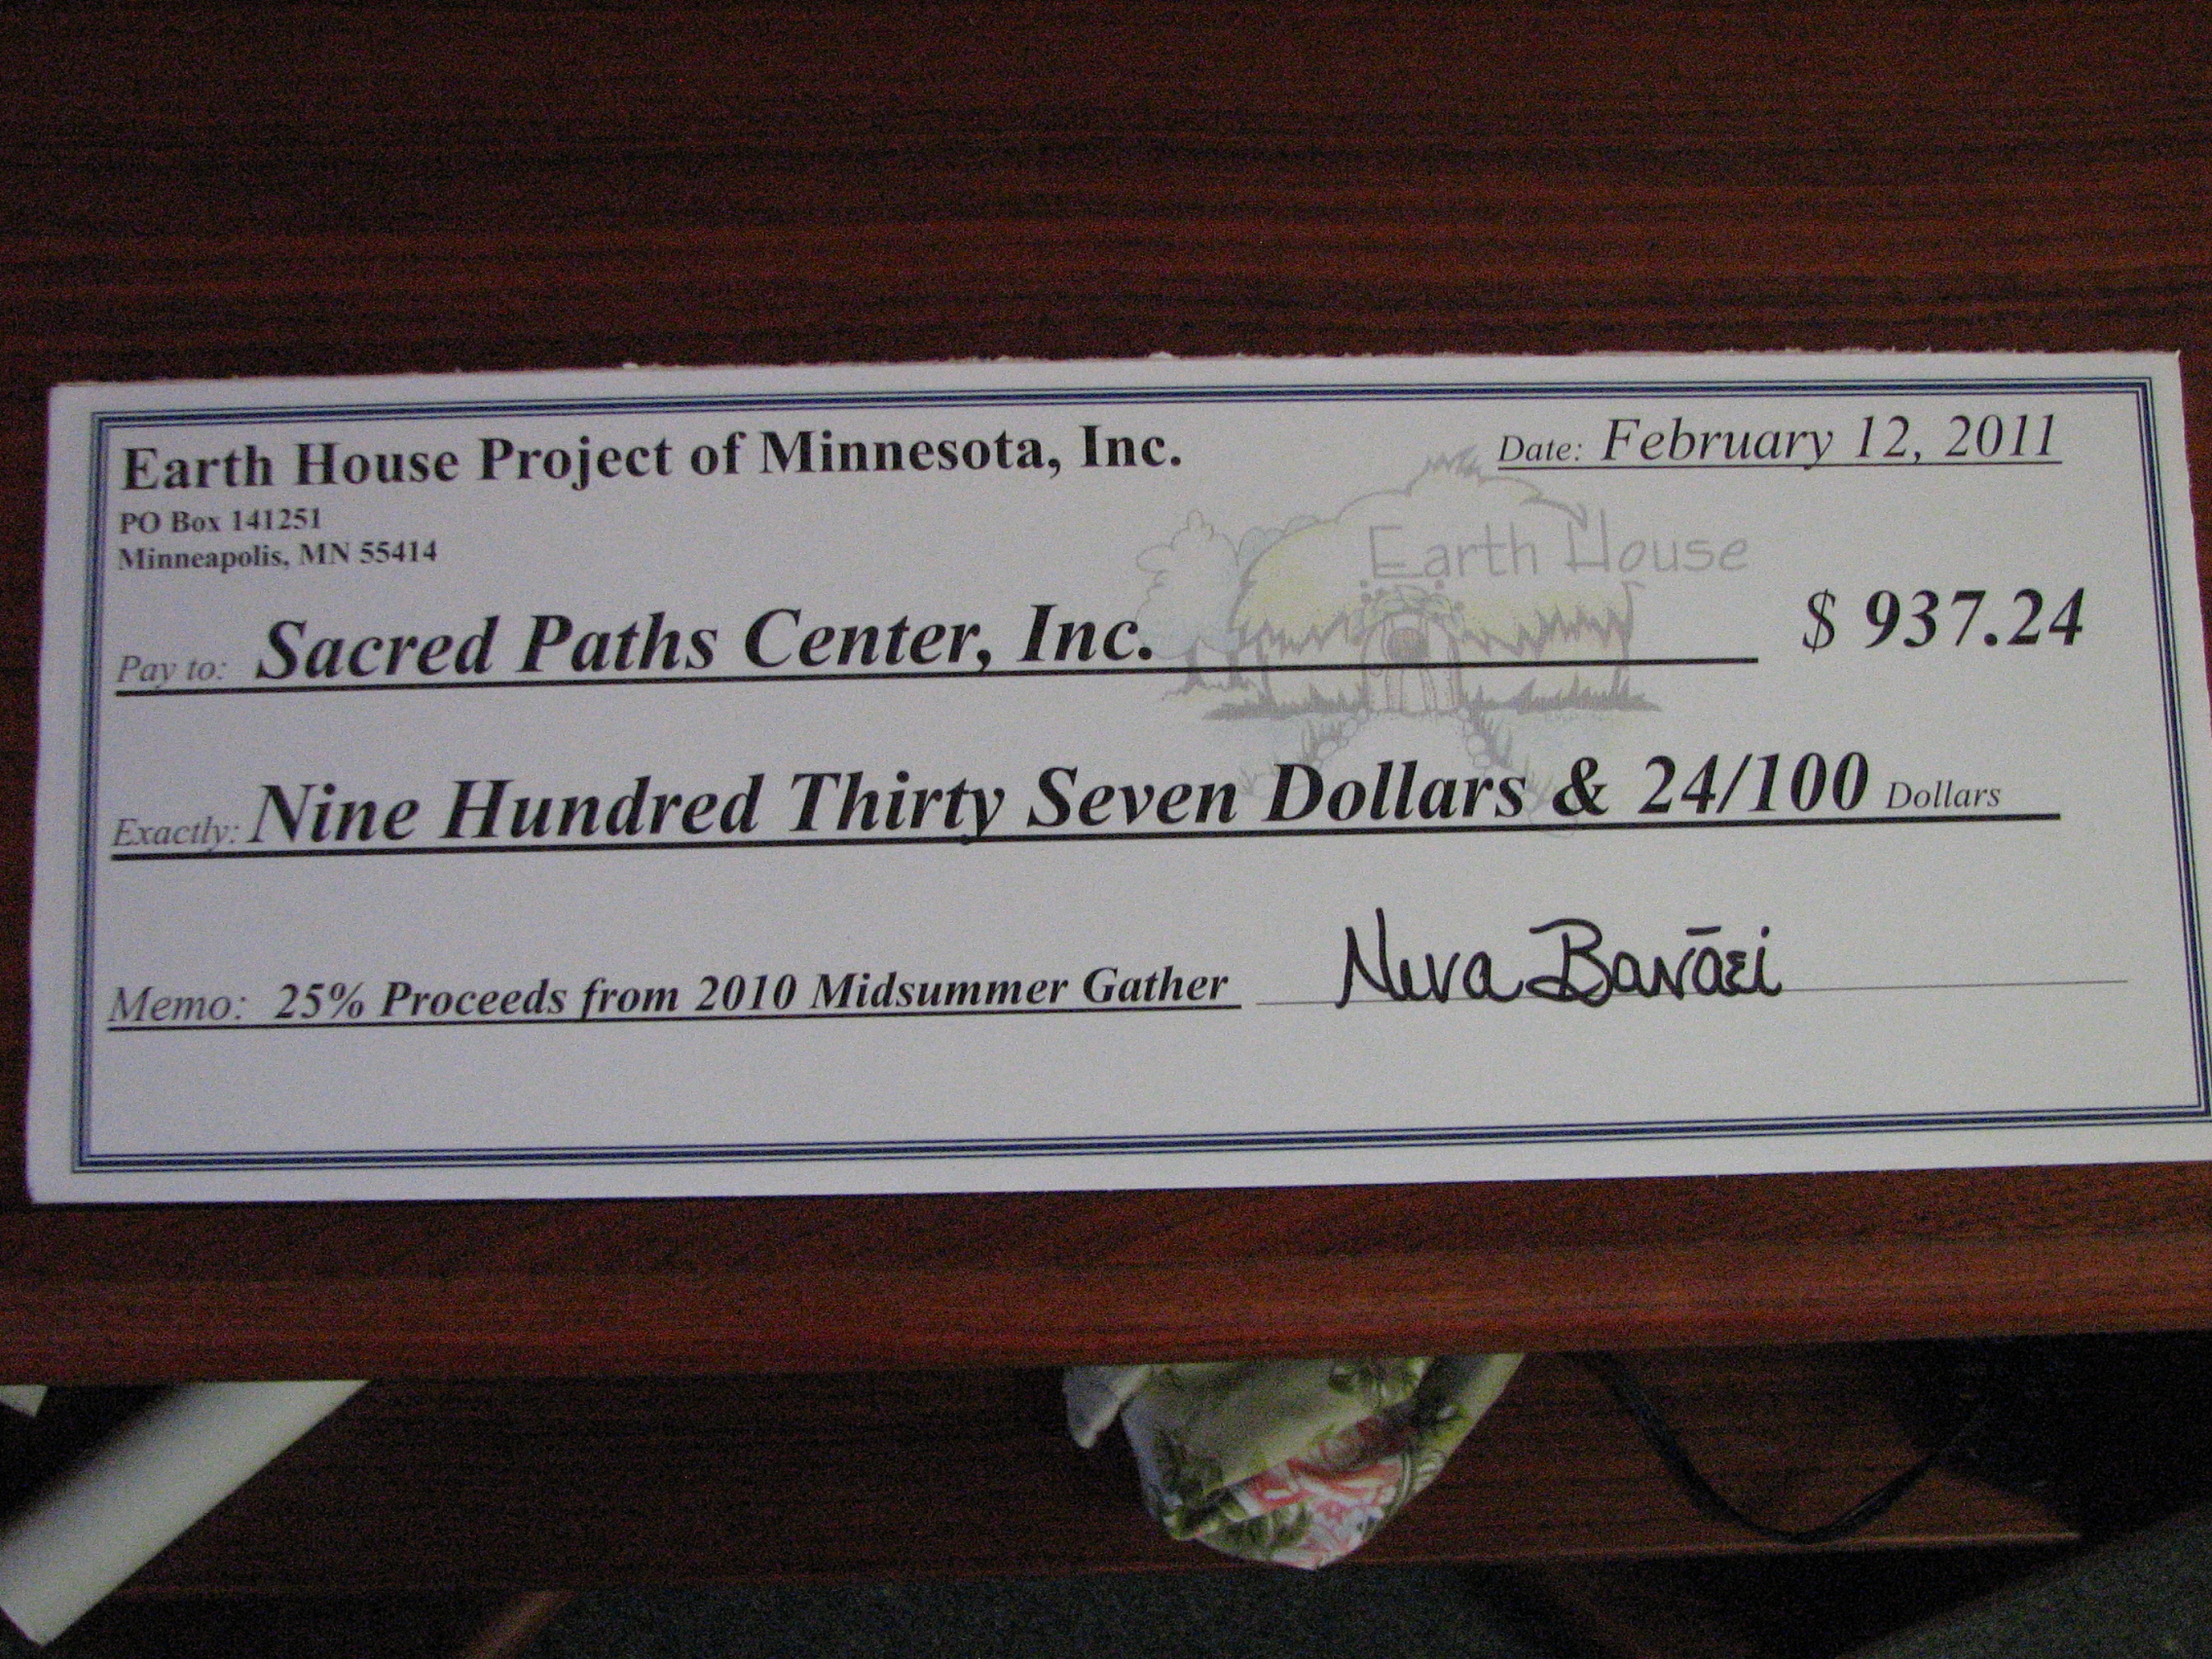 Earth House Project of Minnesota, Inc.
Date: February 12, 2011
PO Box 141251
Minneapolis, MN 55414
Earth House
Pay to: Sacred Paths Center, Inc. $ 937.24
Exactly: Nine Hundred Thirty Seven Dollars & 24/100 Dollars
Memo: 25% Proceeds from 2010 Midsummer Gather